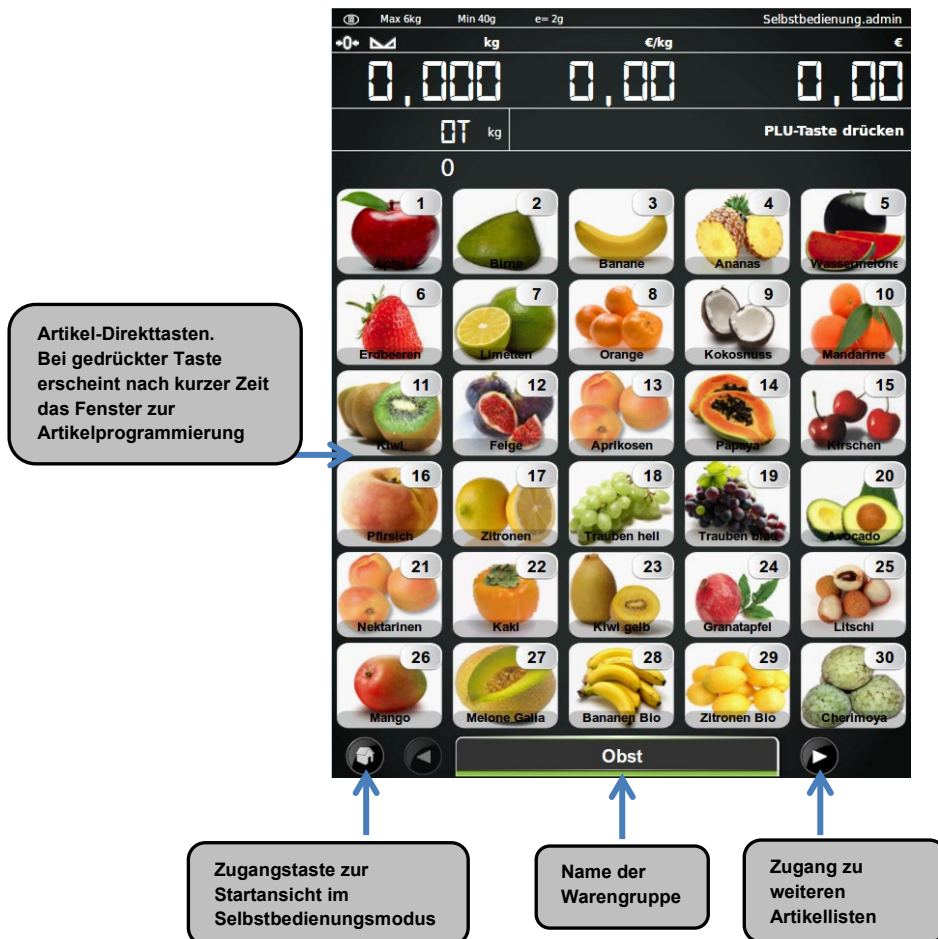 Max 6kg Min 40g e= 2g Selbstbedienung.admin
→0← kg €/kg €
0,000 0,00 0,00
0T kg PLU-Taste drücken
0
1 2 3 4 5
Apfel Birne Banane Ananas Wassermelone
6 7 8 9 10
Erdbeeren Limetten Orange Kokosnuss Mandarine
11 12 13 14 15
Kiwi Feige Aprikosen Papaya Kirschen
16 17 18 19 20
Pfirsich Zitronen Trauben hell Trauben blau Avocado
21 22 23 24 25
Nektarinen Kaki Kiwi gelb Granatapfel Litschi
26 27 28 29 30
Mango Melone Galia Bananen Bio Zitronen Bio Cherimoya
Obst
Artikel-Direkttasten.
Bei gedrückter Taste
erscheint nach kurzer Zeit
das Fenster zur
Artikelprogrammierung
Zugangstaste zur
Startansicht im
Selbstbedienungsmodus
Name der
Warengruppe
Zugang zu
weiteren
Artikellisten